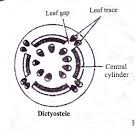 Leaf gap
Leaf trace
Central
cylinder
Dictyostele